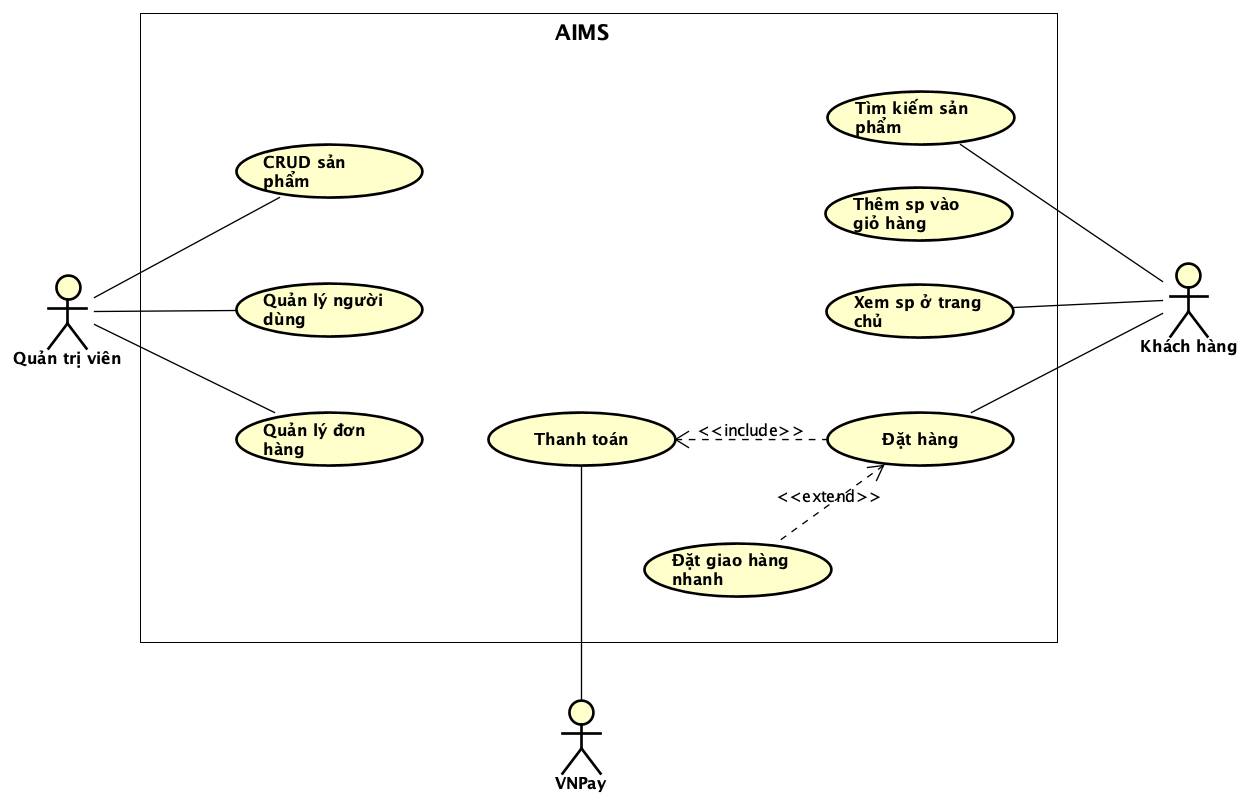 AIMS
Tìm kiếm sản
phẩm
CRUD sản
phẩm
Thêm sp vào
giỏ hàng
Quản lý người
dùng
Xem sp ở trang
chủ
Quản trị viên
Khách hàng
Quản lý đơn
hàng
Thanh toán
<<include>>
Đặt hàng
<<extend>>
Đặt giao hàng
nhanh
VNPay